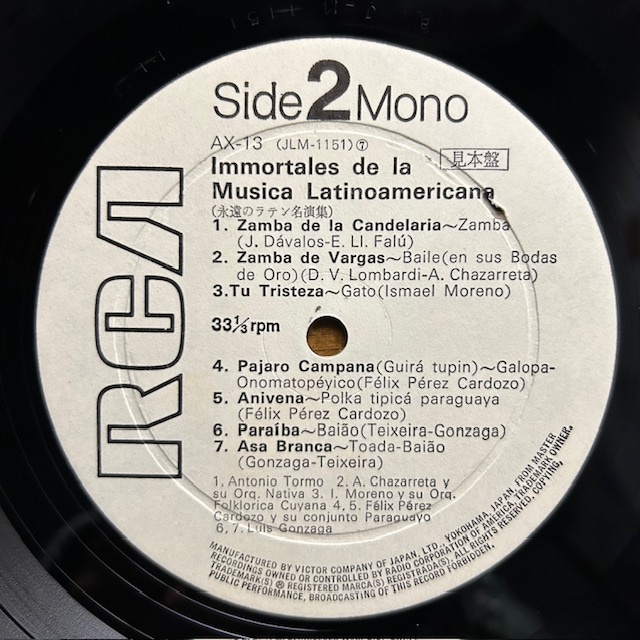 Side 2 Mono
AX-13 (JLM-1151)⑦
見本盤
Immortales de la
Musica Latinoamericana
(永遠のラテン名演集)
1. Zamba de la Candelaria~Zamba
(J. Dávalos-E. Ll. Falú)
2. Zamba de Vargas~Baile(en sus Bodas
de Oro)(D. V. Lombardi-A. Chazarreta)
3.Tu Tristeza~Gato(Ismael Moreno)
33⅓rpm
4. Pajaro Campana(Guirá tupin)~Galopa-
Onomatopéyico(Félix Pérez Cardozo)
5. Anivena~Polka tipicá paraguaya
(Félix Pérez Cardozo)
6. Paraíba~Baião(Teixeira-Gonzaga)
7. Asa Branca~Toada-Baião
(Gonzaga-Teixeira)
1. Antonio Tormo 2. A. Chazarreta y
su Orq. Nativa 3. I. Moreno y su Orq.
Folklorica Cuyana 4, 5. Félix Pérez
Cardozo y su conjunto Paraguayo
6, 7. Luis Gonzaga
RCA
MANUFACTURED BY VICTOR COMPANY OF JAPAN, LTD., YOKOHAMA, JAPAN, FROM MASTER
RECORDINGS OWNED OR CONTROLLED BY RADIO CORPORATION OF AMERICA TRADEMARK OWNER,
TRADEMARK(S) ® REGISTERED MARCA(S) REGISTRADA(S). ALL RIGHTS RESERVED, COPYING,
PUBLIC PERFORMANCE, BROADCASTING OF THIS RECORD FORBIDDEN.